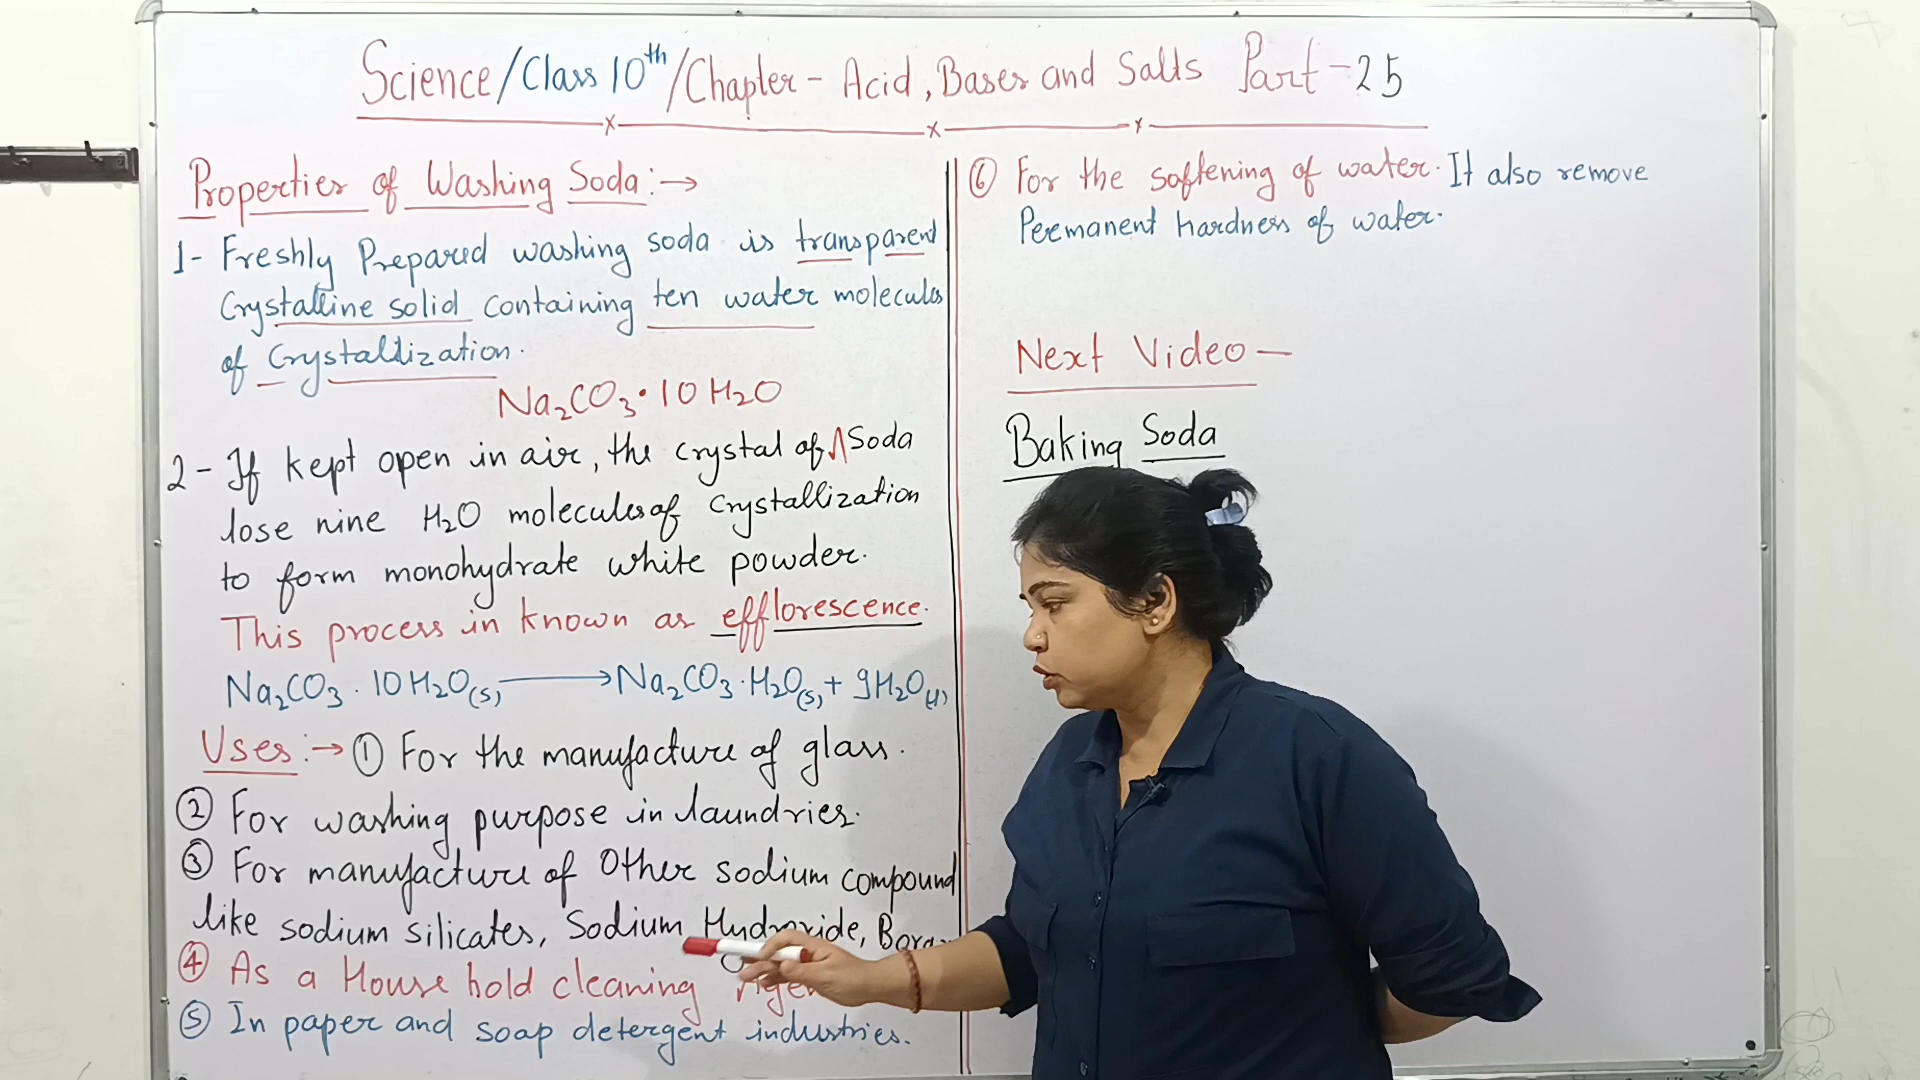 Science/Class 10th/Chapter - Acid, Bases and Salts Part - 25
Properties of Washing Soda :→
1- Freshly Prepared washing soda is transparent
Crystalline solid containing ten water molecules
of Crystallization.
Na₂CO₃·10H₂O
2- If kept open in air, the crystal of ∧ Soda
lose nine H₂O molecules of Crystallization
to form monohydrate white powder.
This process in known as efflorescence.
Na₂CO₃·10H₂O(s) → Na₂CO₃·H₂O(s) + 9H₂O(l)
Uses :→ ① For the manufacture of glass.
② For washing purpose in laundries.
③ For manufacture of Other sodium compound
like sodium silicates, Sodium Hydroxide,
④ As a House hold cleaning
⑤ In paper and soap detergent industries.
⑥ For the softening of water. It also remove
Permanent hardness of water.
Next Video —
Baking Soda